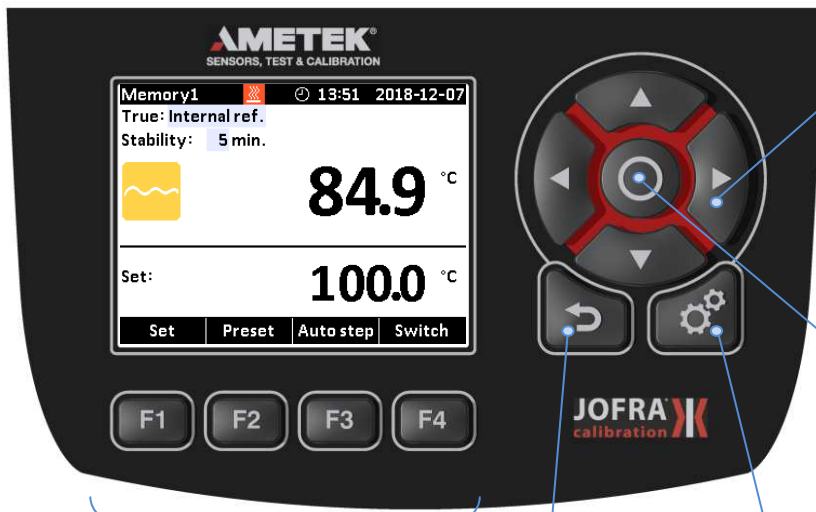 AMETEK®
SENSORS, TEST & CALIBRATION
Memory1 13:51 2018-12-07
True: Internal ref.
Stability: 5 min.
84.9 °C
Set: 100.0 °C
Set Preset Auto step Switch
F1 F2 F3 F4
JOFRA
calibration